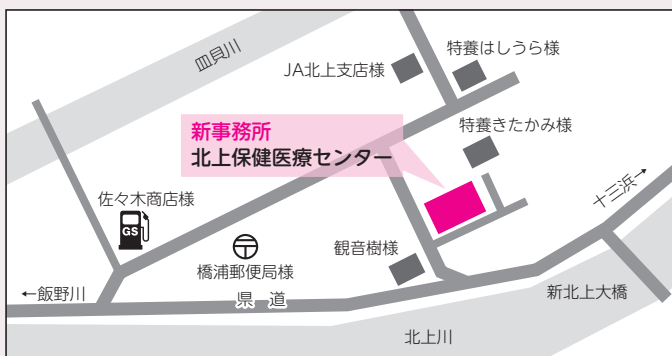 皿貝川
特養はしうら様
JA北上支店様
新事務所
北上保健医療センター
特養きたかみ様
佐々木商店様
GS
十三浜→
橋浦郵便局様
観音樹様
←飯野川
県道
新北上大橋
北上川